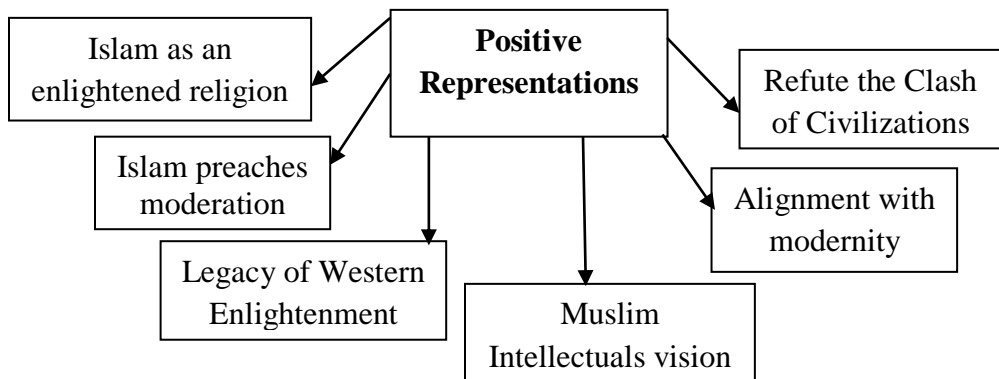 Positive
Representations
Islam as an
enlightened religion
Islam preaches
moderation
Legacy of Western
Enlightenment
Muslim
Intellectuals vision
Alignment with
modernity
Refute the Clash
of Civilizations